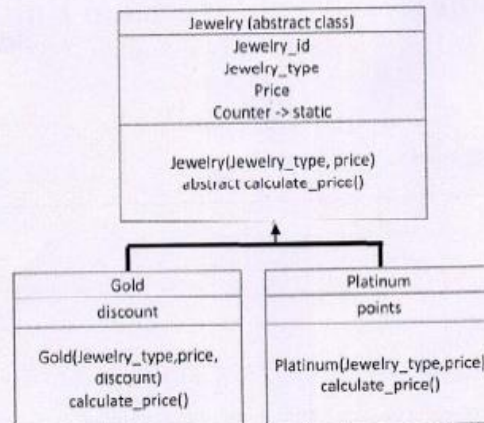 Jewelry (abstract class)
Jewelry_id
Jewelry_type
Price
Counter -> static
Jewelry(Jewelry_type, price)
abstract calculate_price()
Gold
discount
Gold(Jewelry_type,price,
discount)
calculate_price()
Platinum
points
Platinum(Jewelry_type,price)
calculate_price()